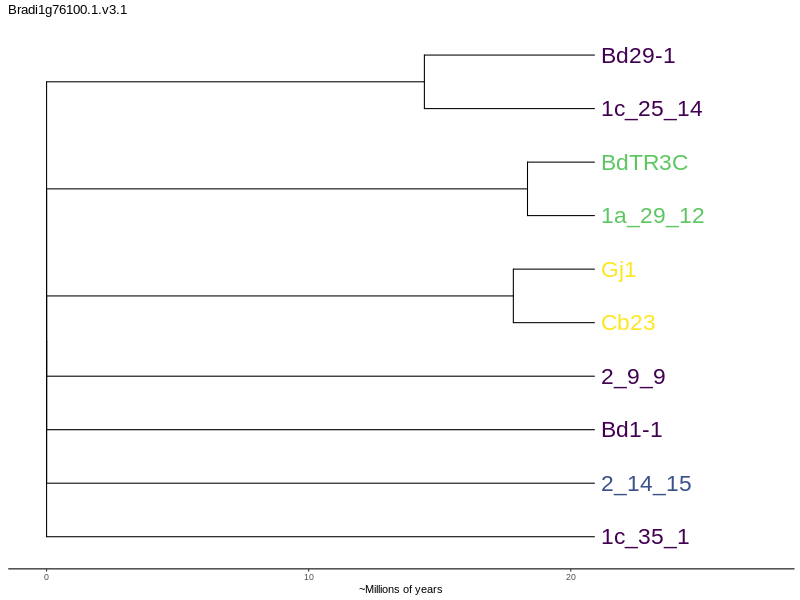 Bradi1g76100.1.v3.1
Bd29-1
1c_25_14
BdTR3C
1a_29_12
Gj1
Cb23
2_9_9
Bd1-1
2_14_15
1c_35_1
0 10 20
~Millions of years